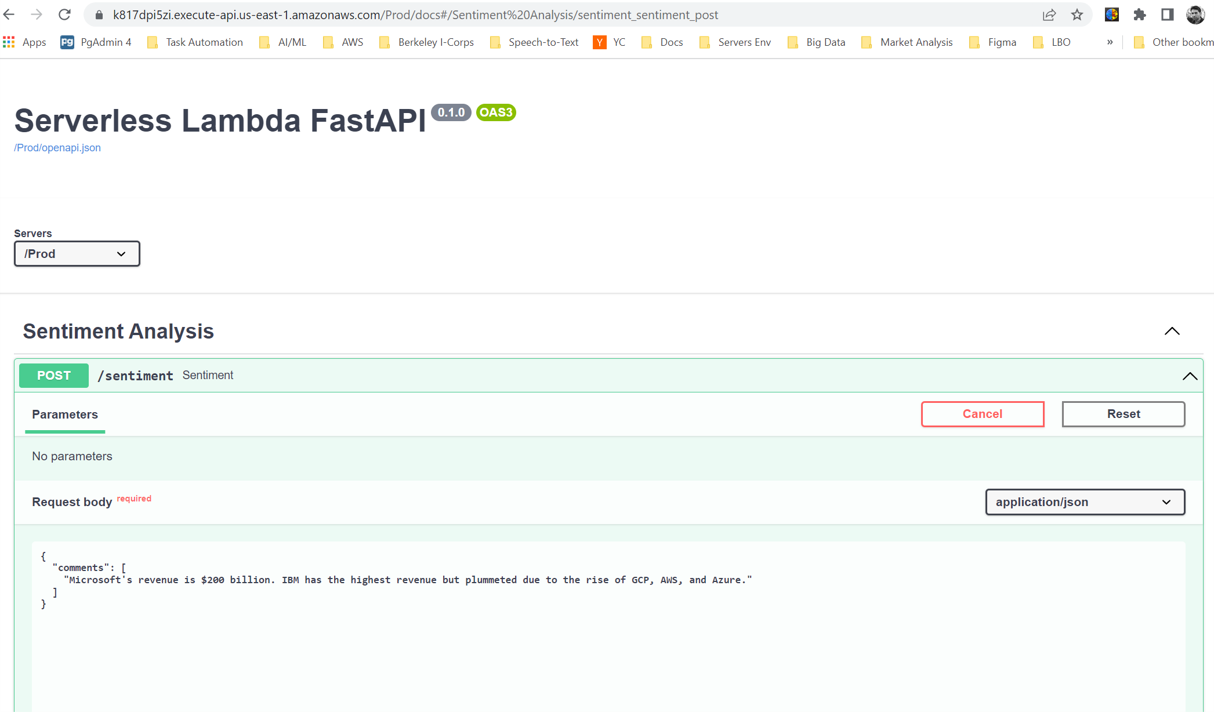 k817dpi5zi.execute-api.us-east-1.amazonaws.com/Prod/docs#/Sentiment%20Analysis/sentiment_sentiment_post
Apps Pg PgAdmin 4 Task Automation AI/ML AWS Berkeley I-Corps Speech-to-Text Y YC Docs Servers Env Big Data Market Analysis Figma LBO » Other bookm
Serverless Lambda FastAPI 0.1.0 OAS3
/Prod/openapi.json
Servers
/Prod
Sentiment Analysis
POST /sentiment Sentiment
Parameters Cancel Reset
No parameters
Request body required application/json
{
  "comments": [
    "Microsoft's revenue is $200 billion. IBM has the highest revenue but plummeted due to the rise of GCP, AWS, and Azure."
  ]
}